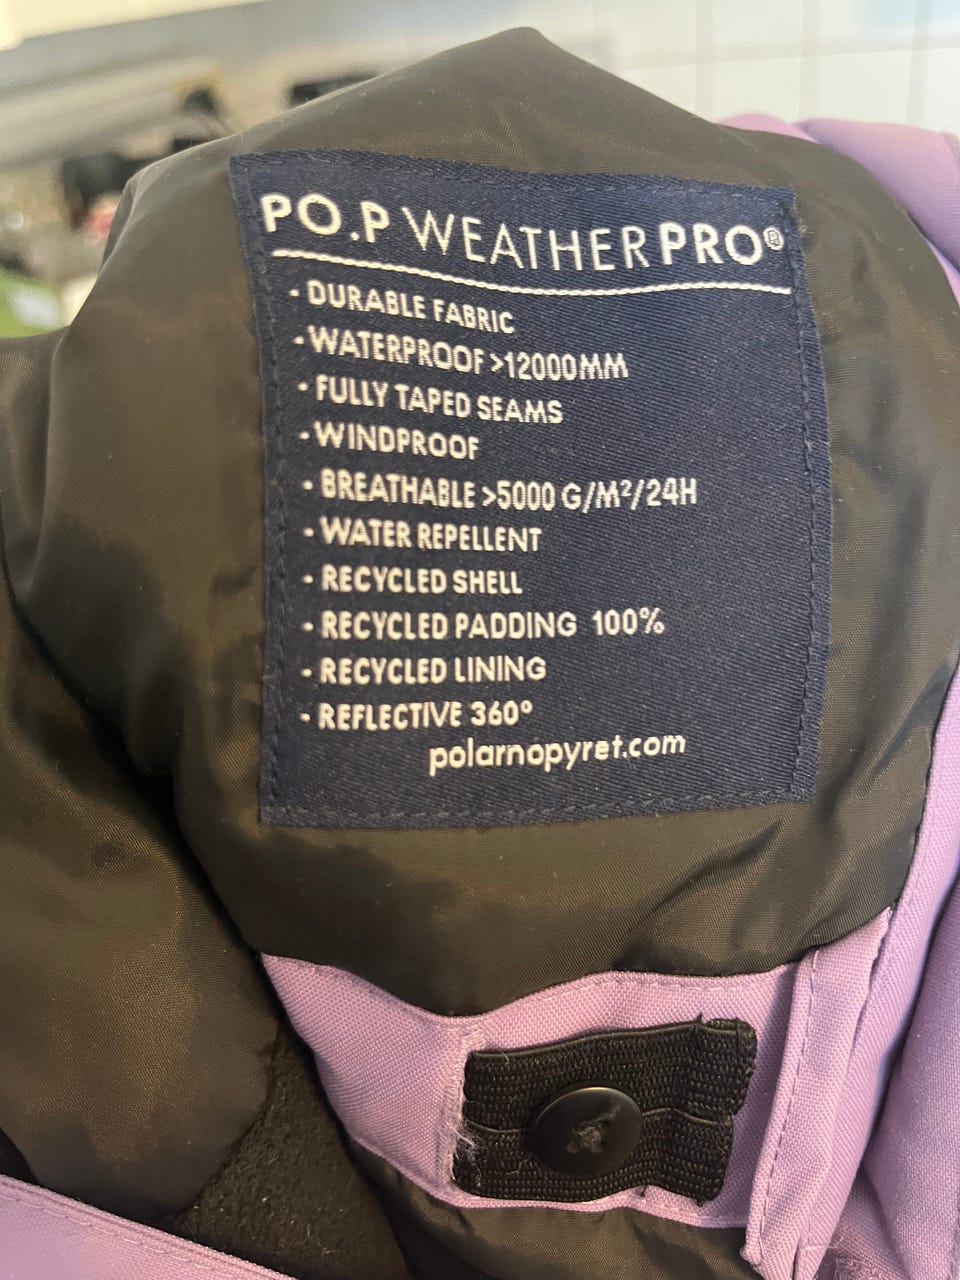 PO.P WEATHERPRO®
- DURABLE FABRIC
- WATERPROOF >12000MM
- FULLY TAPED SEAMS
- WINDPROOF
- BREATHABLE >5000 G/M²/24H
- WATER REPELLENT
- RECYCLED SHELL
- RECYCLED PADDING 100%
- RECYCLED LINING
- REFLECTIVE 360°
polarnopyret.com